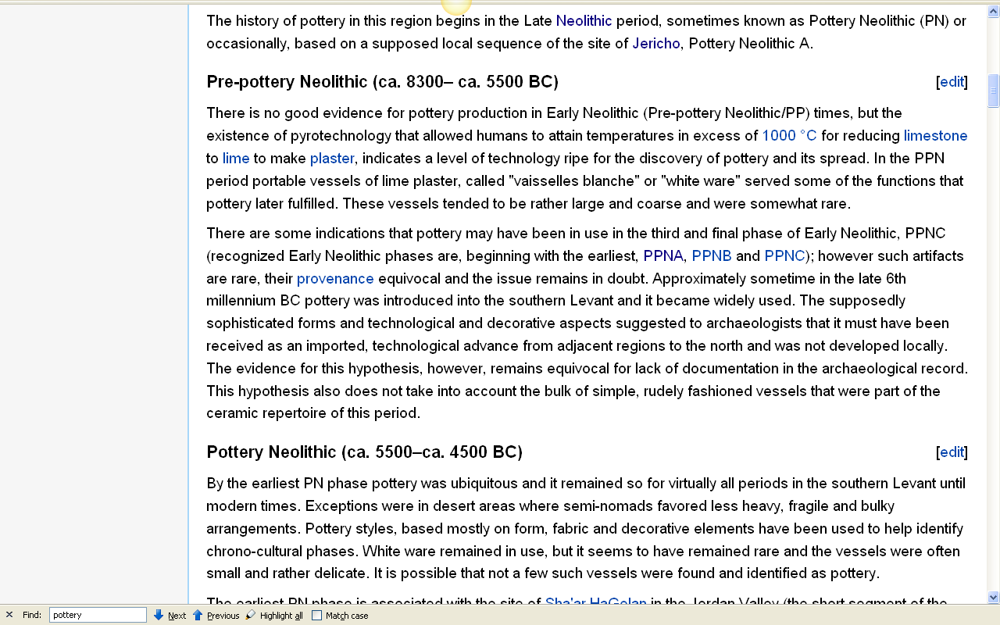 The history of pottery in this region begins in the Late Neolithic period, sometimes known as Pottery Neolithic (PN) or
occasionally, based on a supposed local sequence of the site of Jericho, Pottery Neolithic A.
Pre-pottery Neolithic (ca. 8300– ca. 5500 BC) [edit]
There is no good evidence for pottery production in Early Neolithic (Pre-pottery Neolithic/PP) times, but the
existence of pyrotechnology that allowed humans to attain temperatures in excess of 1000 °C for reducing limestone
to lime to make plaster, indicates a level of technology ripe for the discovery of pottery and its spread. In the PPN
period portable vessels of lime plaster, called "vaisselles blanche" or "white ware" served some of the functions that
pottery later fulfilled. These vessels tended to be rather large and coarse and were somewhat rare.
There are some indications that pottery may have been in use in the third and final phase of Early Neolithic, PPNC
(recognized Early Neolithic phases are, beginning with the earliest, PPNA, PPNB and PPNC); however such artifacts
are rare, their provenance equivocal and the issue remains in doubt. Approximately sometime in the late 6th
millennium BC pottery was introduced into the southern Levant and it became widely used. The supposedly
sophisticated forms and technological and decorative aspects suggested to archaeologists that it must have been
received as an imported, technological advance from adjacent regions to the north and was not developed locally.
The evidence for this hypothesis, however, remains equivocal for lack of documentation in the archaeological record.
This hypothesis also does not take into account the bulk of simple, rudely fashioned vessels that were part of the
ceramic repertoire of this period.
Pottery Neolithic (ca. 5500–ca. 4500 BC) [edit]
By the earliest PN phase pottery was ubiquitous and it remained so for virtually all periods in the southern Levant until
modern times. Exceptions were in desert areas where semi-nomads favored less heavy, fragile and bulky
arrangements. Pottery styles, based mostly on form, fabric and decorative elements have been used to help identify
chrono-cultural phases. White ware remained in use, but it seems to have remained rare and the vessels were often
small and rather delicate. It is possible that not a few such vessels were found and identified as pottery.
The earliest PN phase is associated with the site of Sha'ar HaGolan in the Jordan Valley (the short segment of the
Find: pottery Next Previous Highlight all Match case